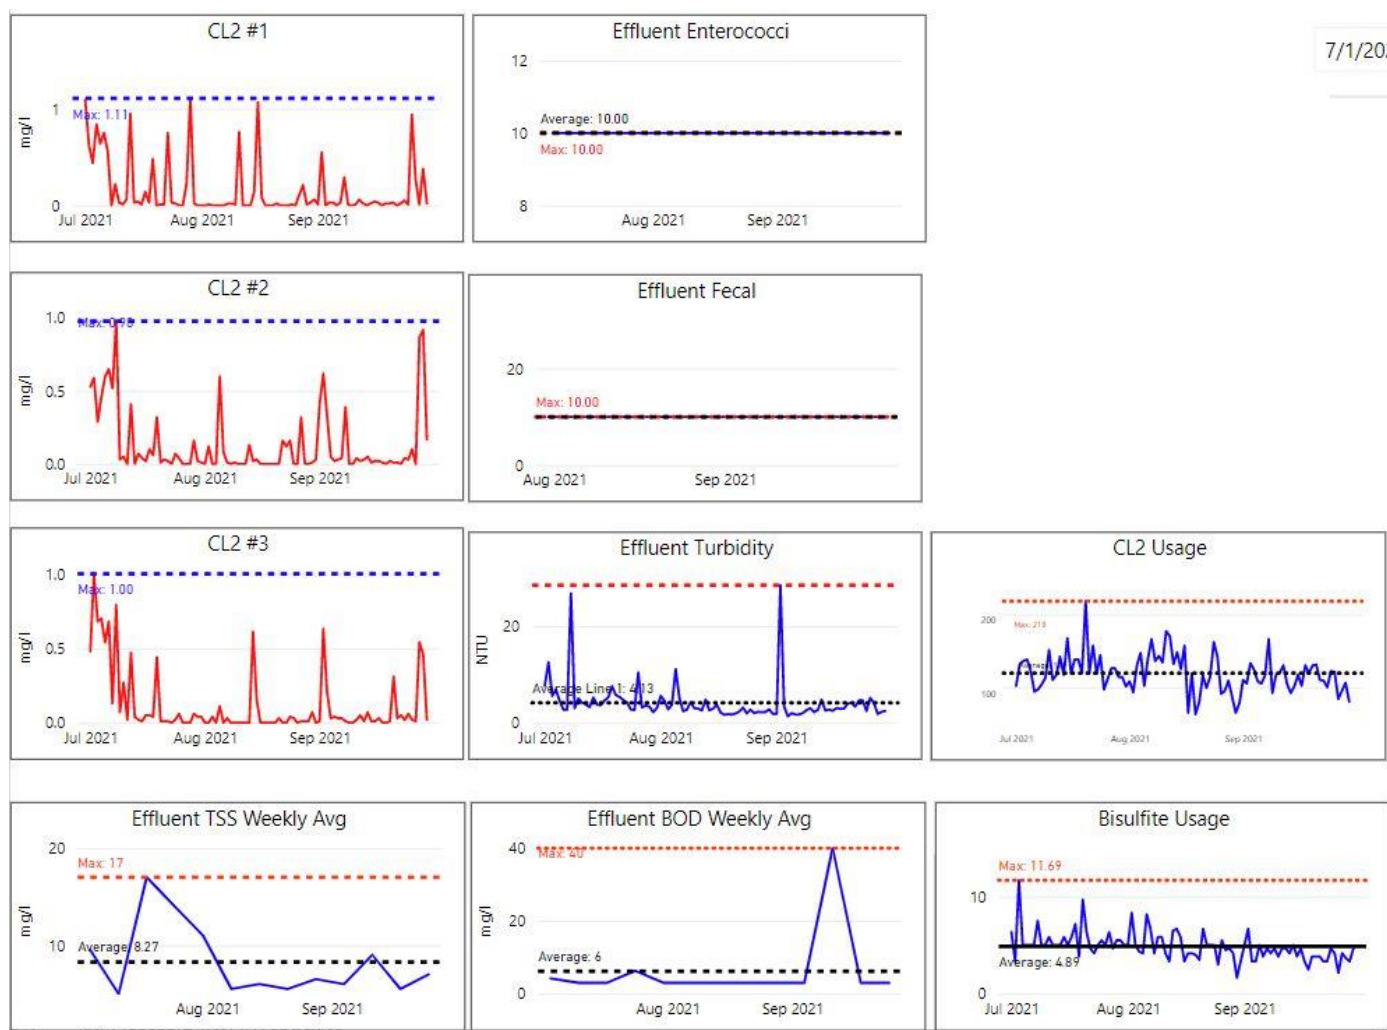 CL2 #1
mg/l
1
Max: 1.11
0
Jul 2021
Aug 2021
Sep 2021
Effluent Enterococci
12
Average: 10.00
10
Max: 10.00
8
Aug 2021
Sep 2021
CL2 #2
mg/l
1.0
Max: 0.98
0.5
0.0
Jul 2021
Aug 2021
Sep 2021
Effluent Fecal
20
Max: 10.00
0
Aug 2021
Sep 2021
CL2 #3
mg/l
1.0
Max: 1.00
0.5
0.0
Jul 2021
Aug 2021
Sep 2021
Effluent Turbidity
NTU
20
Average Line 1: 4.13
0
Jul 2021
Aug 2021
Sep 2021
CL2 Usage
200
Max: 218
Average:
100
Jul 2021
Aug 2021
Sep 2021
Effluent TSS Weekly Avg
mg/l
20
Max: 17
10
Average: 8.27
Aug 2021
Sep 2021
Effluent BOD Weekly Avg
mg/l
40
Max: 40
20
Average: 6
0
Aug 2021
Sep 2021
Bisulfite Usage
Max: 11.69
10
Average: 4.89
0
Jul 2021
Aug 2021
Sep 2021